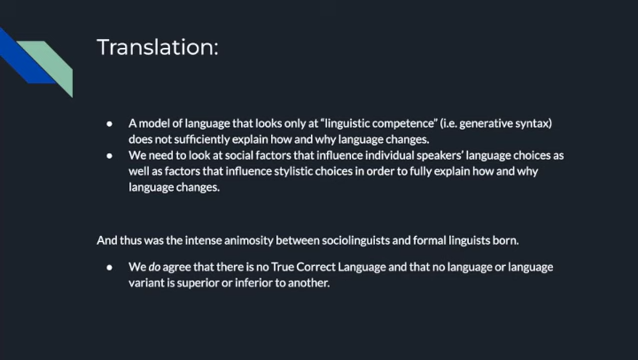 Translation:
● A model of language that looks only at “linguistic competence” (i.e. generative syntax)
does not sufficiently explain how and why language changes.
● We need to look at social factors that influence individual speakers’ language choices as
well as factors that influence stylistic choices in order to fully explain how and why
language changes.
And thus was the intense animosity between sociolinguists and formal linguists born.
● We do agree that there is no True Correct Language and that no language or language
variant is superior or inferior to another.